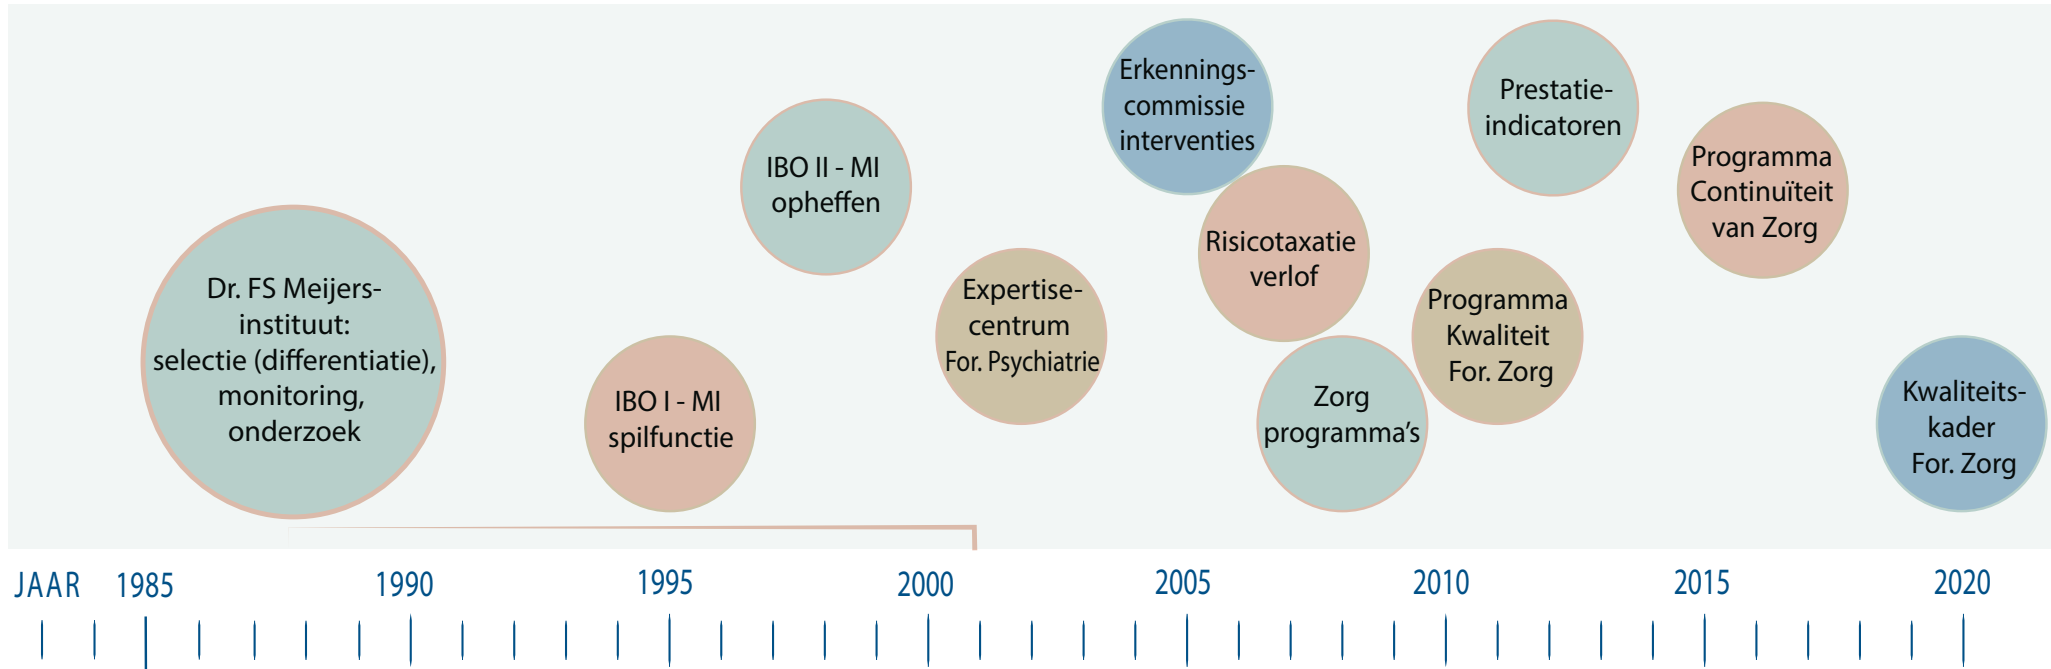 Dr. FS Meijers-
instituut:
selectie (differentiatie),
monitoring,
onderzoek
IBO I - MI
spilfunctie
IBO II - MI
opheffen
Expertise-
centrum
For. Psychiatrie
Erkennings-
commissie
interventies
Risicotaxatie
verlof
Zorg
programma's
Programma
Kwaliteit
For. Zorg
Prestatie-
indicatoren
Programma
Continuïteit
van Zorg
Kwaliteits-
kader
For. Zorg
JAAR 1985 1990 1995 2000 2005 2010 2015 2020